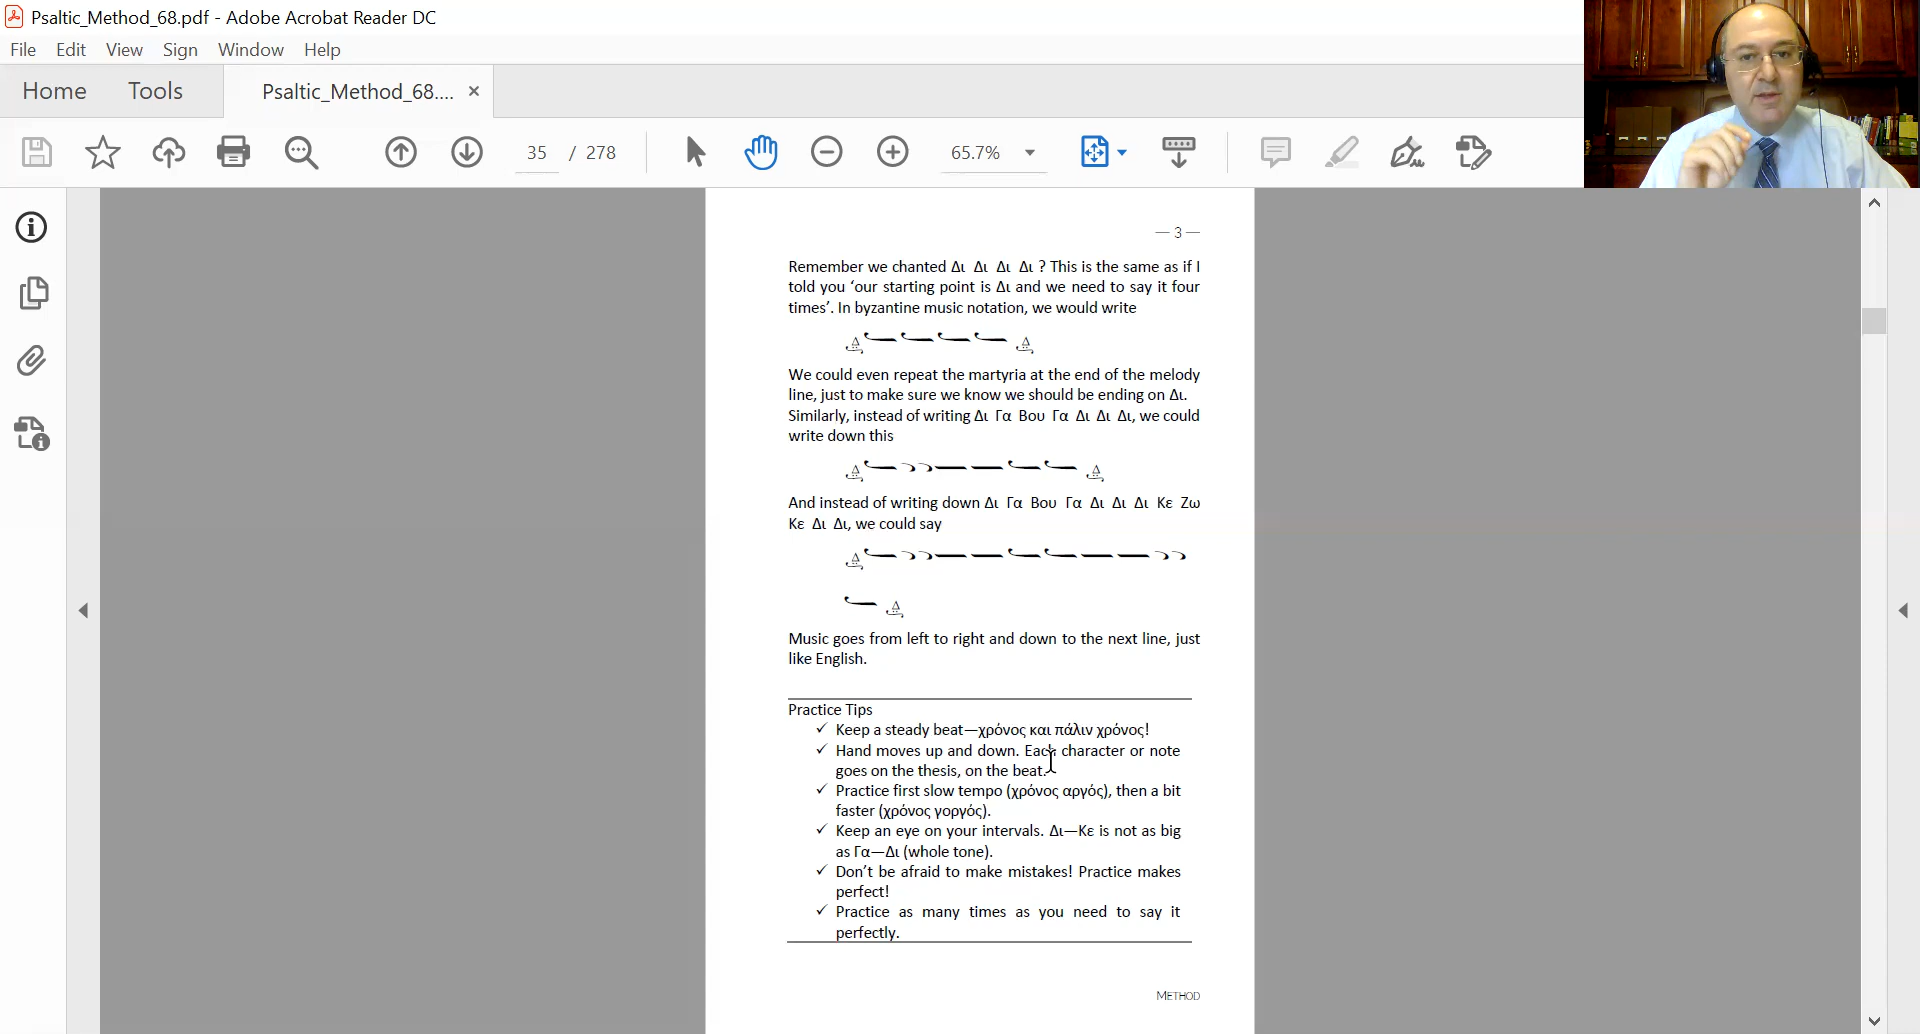 Psaltic_Method_68.pdf - Adobe Acrobat Reader DC
File Edit View Sign Window Help
Home Tools Psaltic_Method_68.... ×
35 / 278 65.7%
— 3 —
Remember we chanted Δι Δι Δι Δι ? This is the same as if I
told you ‘our starting point is Δι and we need to say it four
times’. In byzantine music notation, we would write
We could even repeat the martyria at the end of the melody
line, just to make sure we know we should be ending on Δι.
Similarly, instead of writing Δι Γα Βου Γα Δι Δι Δι, we could
write down this
And instead of writing down Δι Γα Βου Γα Δι Δι Δι Κε Ζω
Κε Δι Δι, we could say
Music goes from left to right and down to the next line, just
like English.
Practice Tips
✓ Keep a steady beat—χρόνος και πάλιν χρόνος!
✓ Hand moves up and down. Each character or note
goes on the thesis, on the beat.
✓ Practice first slow tempo (χρόνος αργός), then a bit
faster (χρόνος γοργός).
✓ Keep an eye on your intervals. Δι—Κε is not as big
as Γα—Δι (whole tone).
✓ Don’t be afraid to make mistakes! Practice makes
perfect!
✓ Practice as many times as you need to say it
perfectly.
METHOD